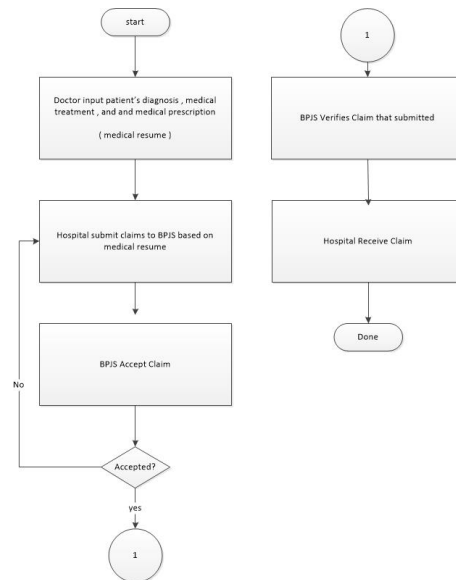 start
Doctor input patient's diagnosis , medical
treatment , and and medical prescription
( medical resume )
Hospital submit claims to BPJS based on
medical resume
BPJS Accept Claim
No
Accepted?
yes
1
1
BPJS Verifies Claim that submitted
Hospital Receive Claim
Done